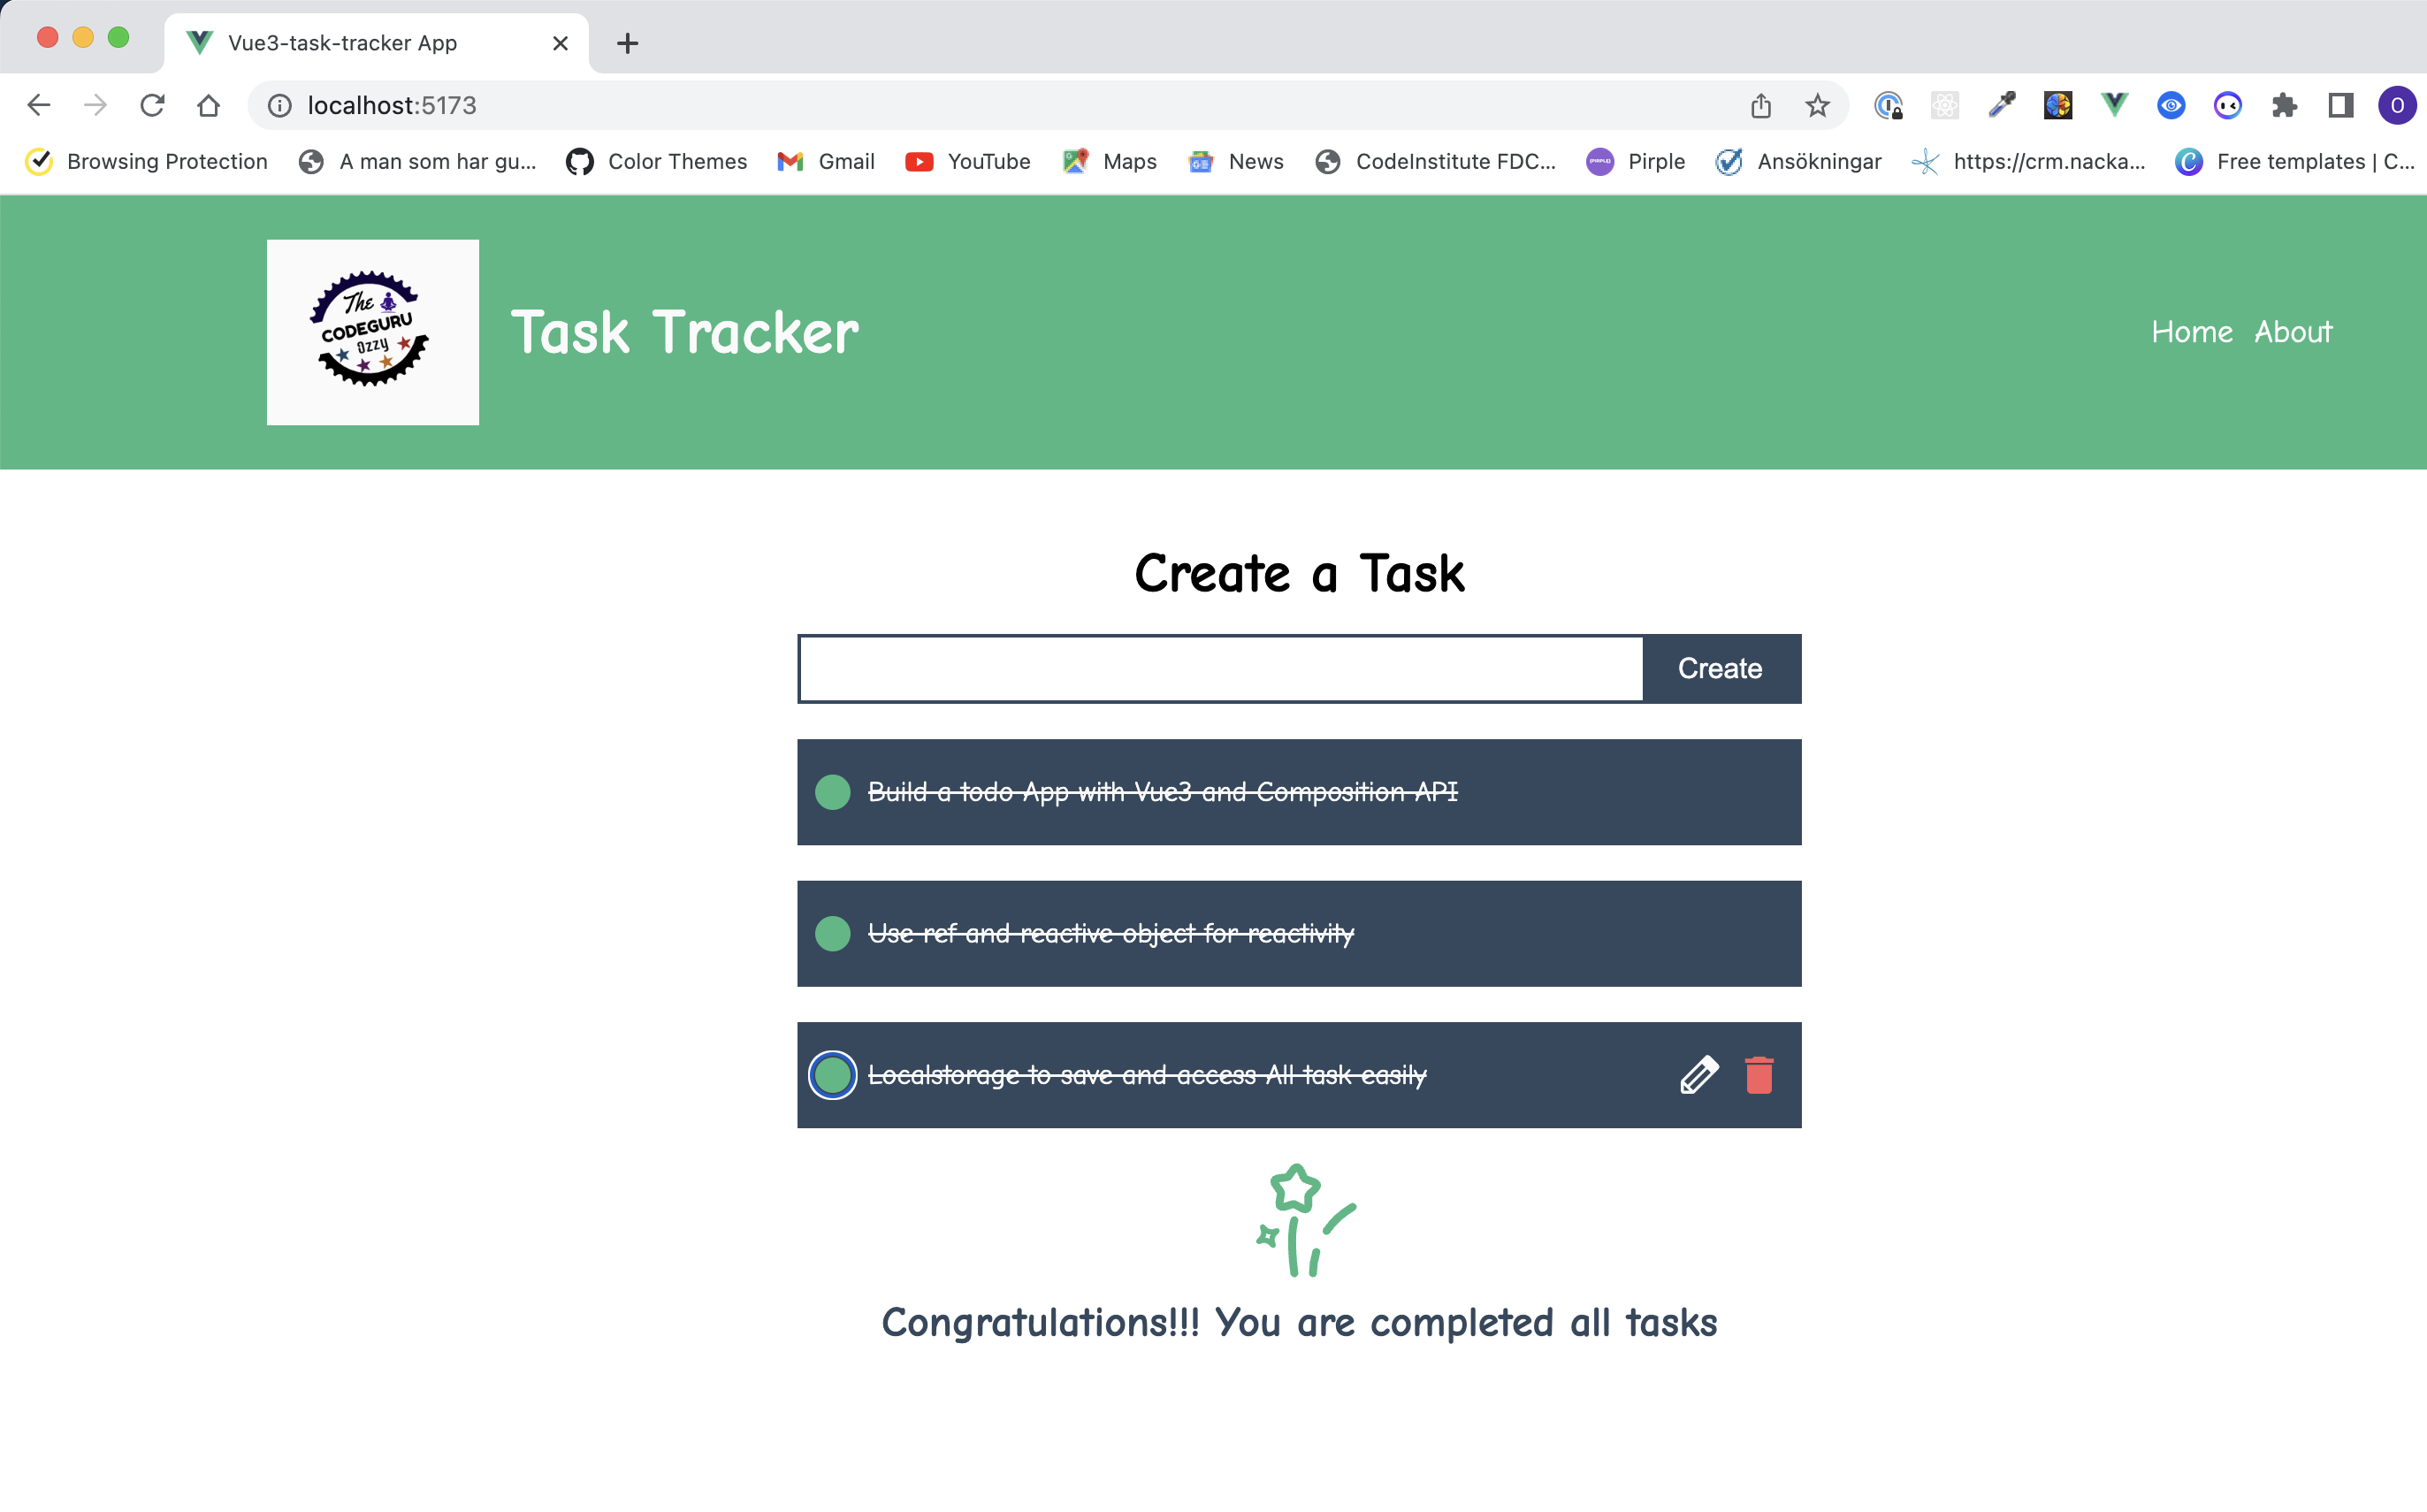 Vue3-task-tracker App
localhost:5173
O
Browsing Protection A man som har gu... Color Themes Gmail YouTube Maps News CodeInstitute FDC... Pirple Ansökningar https://crm.nacka... Free templates | C...
The
CODEGURU
Ozzy
Task Tracker
Home About
Create a Task
Create
Build a todo App with Vue3 and Composition API
Use ref and reactive object for reactivity
Localstorage to save and access All task easily
Congratulations!!! You are completed all tasks